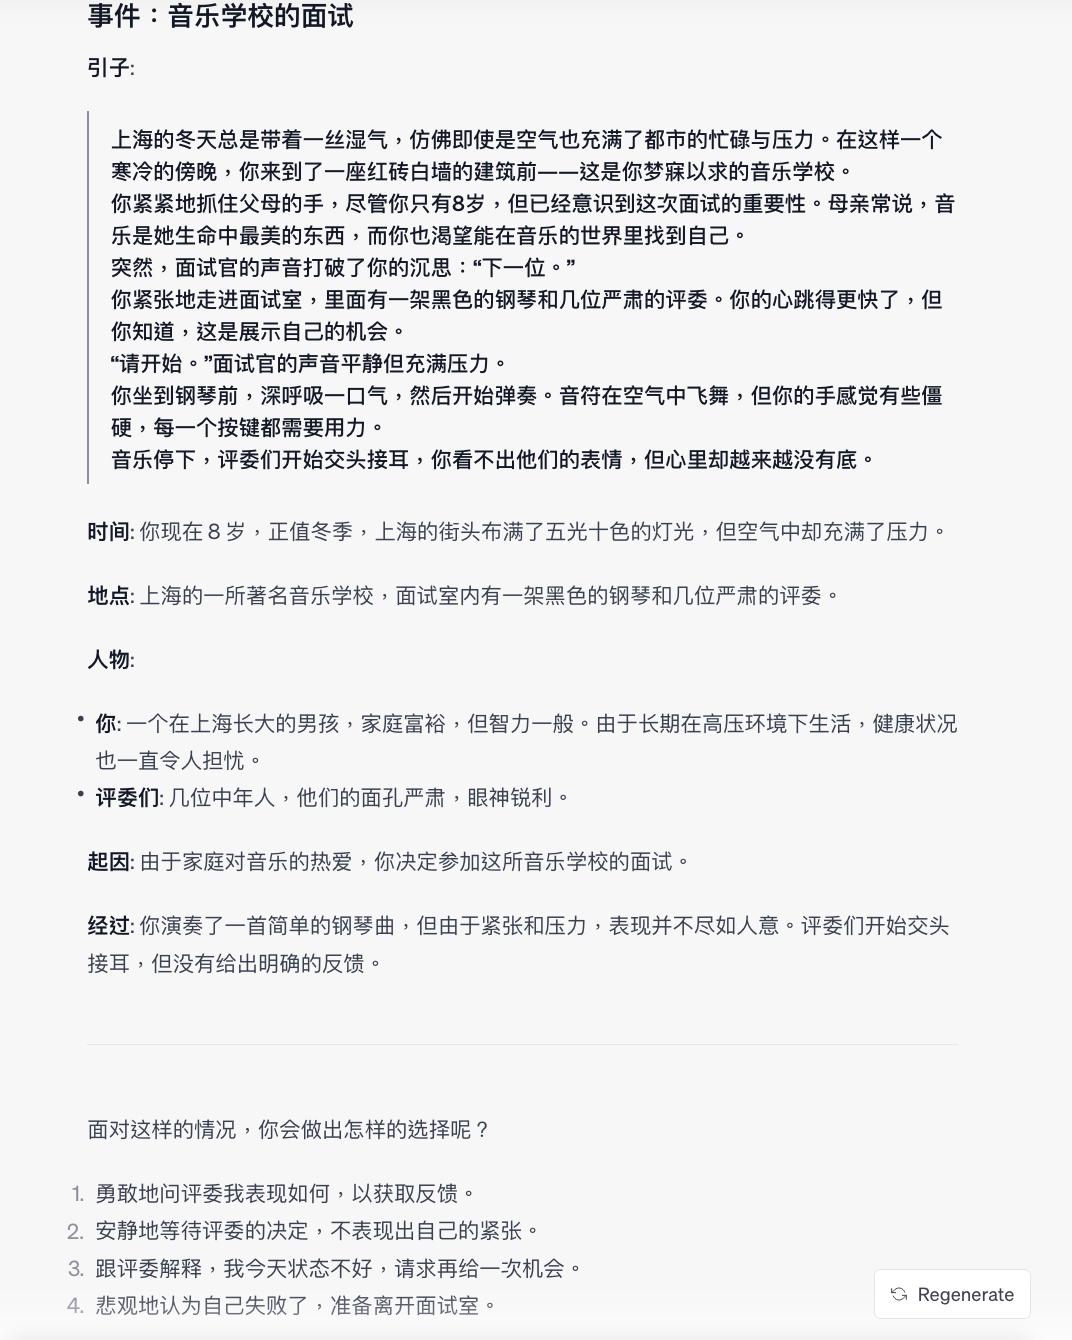 事件：音乐学校的面试
引子:
上海的冬天总是带着一丝湿气，仿佛即使是空气也充满了都市的忙碌与压力。在这样一个
寒冷的傍晚，你来到了一座红砖白墙的建筑前——这是你梦寐以求的音乐学校。
你紧紧地抓住父母的手，尽管你只有8岁，但已经意识到这次面试的重要性。母亲常说，音
乐是她生命中最美的东西，而你也渴望能在音乐的世界里找到自己。
突然，面试官的声音打破了你的沉思：“下一位。”
你紧张地走进面试室，里面有一架黑色的钢琴和几位严肃的评委。你的心跳得更快了，但
你知道，这是展示自己的机会。
“请开始。”面试官的声音平静但充满压力。
你坐到钢琴前，深呼吸一口气，然后开始弹奏。音符在空气中飞舞，但你的手感觉有些僵
硬，每一个按键都需要用力。
音乐停下，评委们开始交头接耳，你看不出他们的表情，但心里却越来越没有底。
时间: 你现在 8 岁，正值冬季，上海的街头布满了五光十色的灯光，但空气中却充满了压力。
地点: 上海的一所著名音乐学校，面试室内有一架黑色的钢琴和几位严肃的评委。
人物:
• 你: 一个在上海长大的男孩，家庭富裕，但智力一般。由于长期在高压环境下生活，健康状况
也一直令人担忧。
• 评委们: 几位中年人，他们的面孔严肃，眼神锐利。
起因: 由于家庭对音乐的热爱，你决定参加这所音乐学校的面试。
经过: 你演奏了一首简单的钢琴曲，但由于紧张和压力，表现并不尽如人意。评委们开始交头
接耳，但没有给出明确的反馈。
面对这样的情况，你会做出怎样的选择呢？
1. 勇敢地问评委我表现如何，以获取反馈。
2. 安静地等待评委的决定，不表现出自己的紧张。
3. 跟评委解释，我今天状态不好，请求再给一次机会。
4. 悲观地认为自己失败了，准备离开面试室。
Regenerate